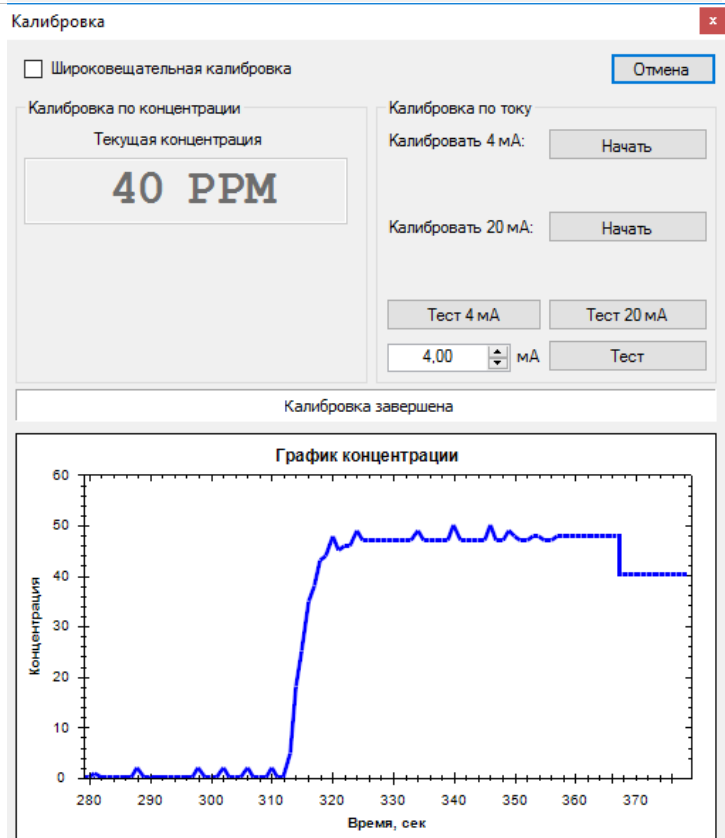 Калибровка
x
Широковещательная калибровка
Отмена
Калибровка по концентрации
Текущая концентрация
40 PPM
Калибровка по току
Калибровать 4 мА:
Начать
Калибровать 20 мА:
Начать
Тест 4 мА
Тест 20 мА
4,00
мА
Тест
Калибровка завершена
График концентрации
60
50
40
30
20
10
0
Концентрация
280 290 300 310 320 330 340 350 360 370
Время, сек